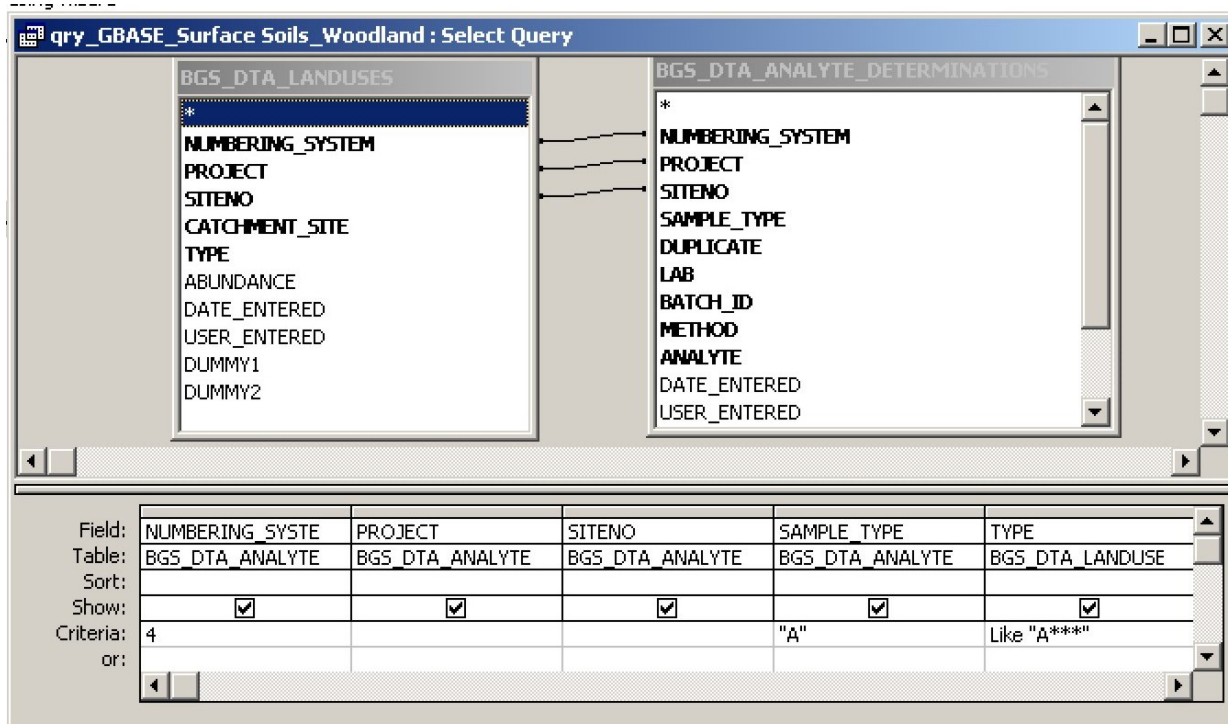 qry_GBASE_Surface Soils_Woodland : Select Query
BGS_DTA_LANDUSES
*
NUMBERING_SYSTEM
PROJECT
SITENO
CATCHMENT_SITE
TYPE
ABUNDANCE
DATE_ENTERED
USER_ENTERED
DUMMY1
DUMMY2
BGS_DTA_ANALYTE_DETERMINATIONS
*
NUMBERING_SYSTEM
PROJECT
SITENO
SAMPLE_TYPE
DUPLICATE
LAB
BATCH_ID
METHOD
ANALYTE
DATE_ENTERED
USER_ENTERED
Field: NUMBERING_SYSTE PROJECT SITENO SAMPLE_TYPE TYPE
Table: BGS_DTA_ANALYTE BGS_DTA_ANALYTE BGS_DTA_ANALYTE BGS_DTA_ANALYTE BGS_DTA_LANDUSE
Sort:
Show:
Criteria: 4 "A" Like "A***"
or: